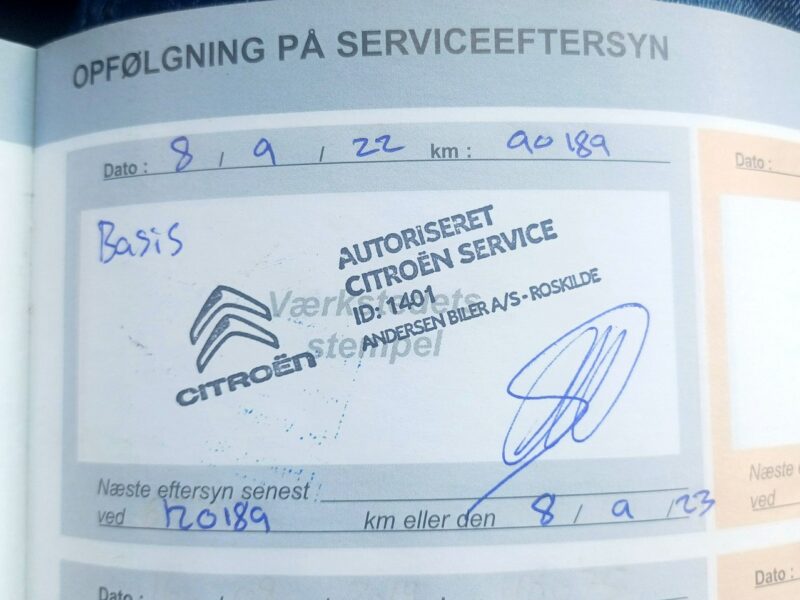 OPFØLGNING PÅ SERVICEEFTERSYN
Dato : 8 / 9 / 22 km : 90189
Basis
AUTORISERET
CITROËN SERVICE
ID: 1401
ANDERSEN BILER A/S - ROSKILDE
Værkstedets
stempel
CITROËN
Næste eftersyn senest :
ved 120189 km eller den 8 / 9 / 23
Dato :
Næste
ved
Dato :
Dato :